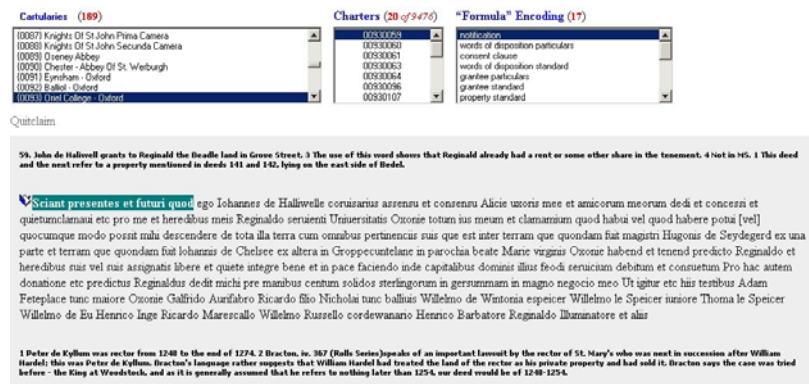 Cartularies (189)
Charters (20 of 9476)
"Formula" Encoding (17)
(0087) Knights Of St John Prima Camera
(0088) Knights Of St John Secunda Camera
(0089) Oseney Abbey
(0090) Chester - Abbey Of St. Werburgh
(0091) Eynsham - Oxford
(0092) Balliol - Oxford
(0093) Oriel College - Oxford
00930059
00930060
00930061
00930063
00930064
00930096
00930107
notification
words of disposition particulars
consent clause
words of disposition standard
grantee particulars
grantee standard
property standard
Quitclaim
59. John de Haliwell grants to Reginald the Beadle land in Grove Street. 3 The use of this word shows that Reginald already had a rent or some other share in the tenement. 4 Not in MS. 1 This deed
and the next refer to a property mentioned in deeds 141 and 142, lying on the east side of Bedel.
Sciant presentes et futuri quod ego Iohannes de Halliwelle coruisarius assensu et consensu Alicie uxoris mee et amicorum meorum dedi et concessi et
quietumclamaui etc pro me et heredibus meis Reginaldo seruienti Uniuersitatis Oxonie totum ius meum et clamamium quod habui vel quod habere potui [vel]
quocumque modo possit mihi descendere de tota illa terra cum omnibus pertinenciis suis que est inter terram que quondam fuit magistri Hugonis de Seydegerd ex una
parte et terram que quondam fuit Iohannis de Chelsee ex altera in Groppecuntelane in parochia beate Marie virginis Oxonie habend et tenend predicto Reginaldo et
heredibus suis vel suis assignatis libere et quiete integre bene et in pace faciendo inde capitalibus dominis illius feodi seruicium debitum et consuetum Pro hac autem
donatione etc predictus Reginaldus dedit michi pre manibus centum solidos sterlingorum in gersummam in magno negocio meo Ut igitur etc hiis testibus Adam
Feteplace tunc maiore Oxonie Galfrido Aurifabro Ricardo filio Nicholai tunc balliuis Willelmo de Wintonia espeicer Willelmo le Speicer iuniore Thoma le Speicer
Willelmo de Eu Henrico Inge Ricardo Marescallo Willelmo Russello cordewanario Henrico Barbatore Reginaldo Illuminatore et aliis
1 Peter de Kyllum was rector from 1248 to the end of 1274. 2 Bracton, iv. 367 (Rolls Series)speaks of an important lawsuit by the rector of St. Mary's who was next in succession after William
Hardel; this was Peter de Kyllum. Bracton's language rather suggests that William Hardel had treated the land of the rector as his private property and had sold it. Bracton says the case was tried
before - the King at Woodstock, and as it is generally assumed that he refers to nothing later than 1254, our deed would be of 1248-1254.